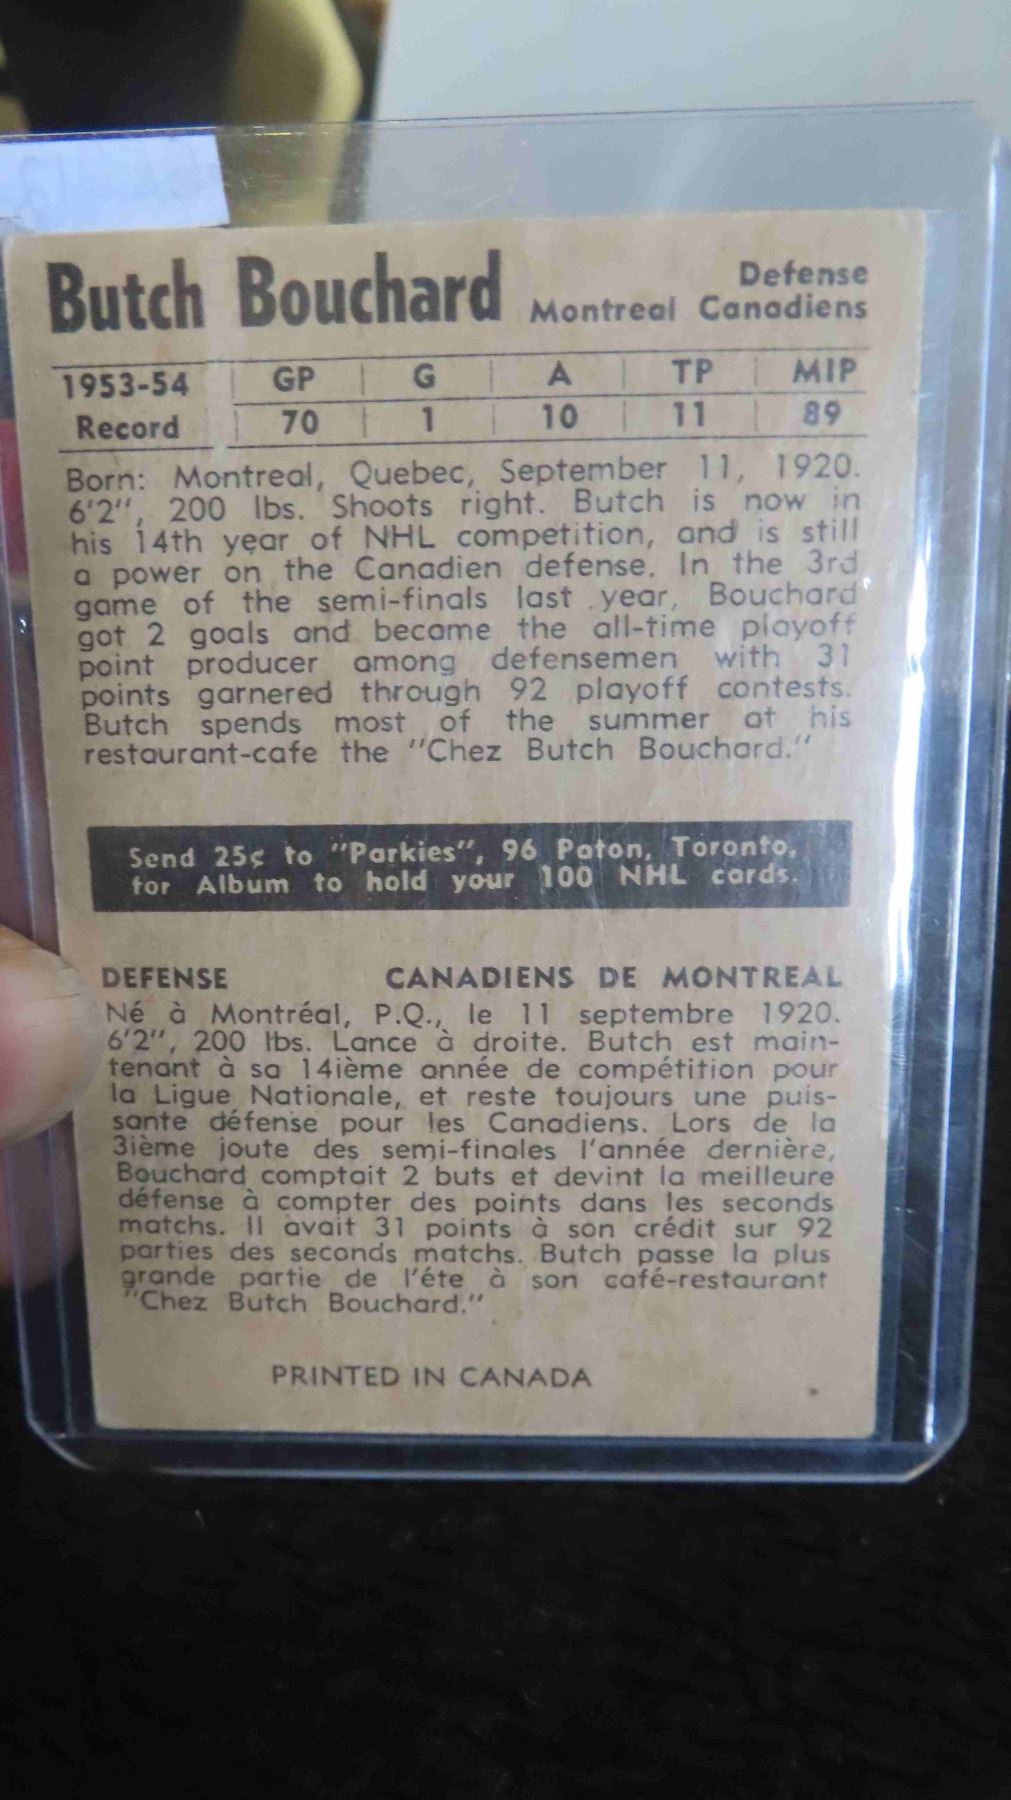 Butch Bouchard Defense
Montreal Canadiens
1953-54 GP G A TP MIP
Record 70 1 10 11 89
Born: Montreal, Quebec, September 11, 1920.
6'2", 200 lbs. Shoots right. Butch is now in
his 14th year of NHL competition, and is still
a power on the Canadien defense. In the 3rd
game of the semi-finals last year, Bouchard
got 2 goals and became the all-time playoff
point producer among defensemen with 31
points garnered through 92 playoff contests.
Butch spends most of the summer at his
restaurant-cafe the "Chez Butch Bouchard."
Send 25¢ to "Parkies", 96 Paton, Toronto,
for Album to hold your 100 NHL cards.
DEFENSE CANADIENS DE MONTREAL
Né à Montréal, P.Q., le 11 septembre 1920.
6'2", 200 lbs. Lance à droite. Butch est main-
tenant à sa 14ième année de compétition pour
la Ligue Nationale, et reste toujours une puis-
sante défense pour les Canadiens. Lors de la
3ième joute des semi-finales l'année dernière,
Bouchard comptait 2 buts et devint la meilleure
défense à compter des points dans les seconds
matchs. Il avait 31 points à son crédit sur 92
parties des seconds matchs. Butch passe la plus
grande partie de l'éte à son café-restaurant
"Chez Butch Bouchard."
PRINTED IN CANADA